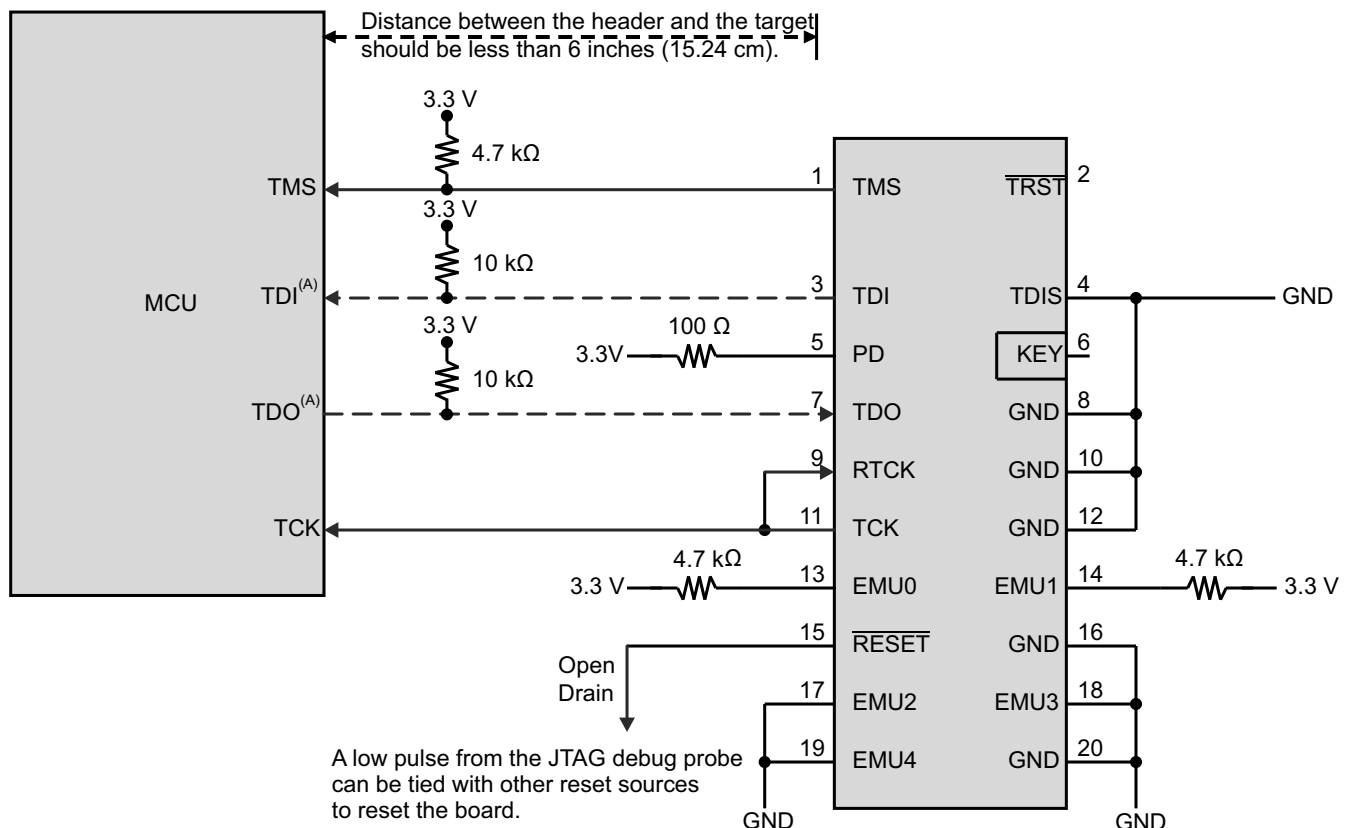 Distance between the header and the target
should be less than 6 inches (15.24 cm).
3.3 V
4.7 kΩ
TMS
1
TMS
TRST
2
3.3 V
10 kΩ
MCU
TDI(A)
3
TDI
TDIS
4
GND
3.3 V
100 Ω
3.3V
5
PD
KEY
6
10 kΩ
TDO(A)
7
TDO
GND
8
9
RTCK
GND
10
TCK
11
TCK
GND
12
4.7 kΩ
3.3 V
13
EMU0
EMU1
14
4.7 kΩ
3.3 V
15
RESET
GND
16
Open
Drain
17
EMU2
EMU3
18
A low pulse from the JTAG debug probe
can be tied with other reset sources
to reset the board.
19
EMU4
GND
20
GND
GND